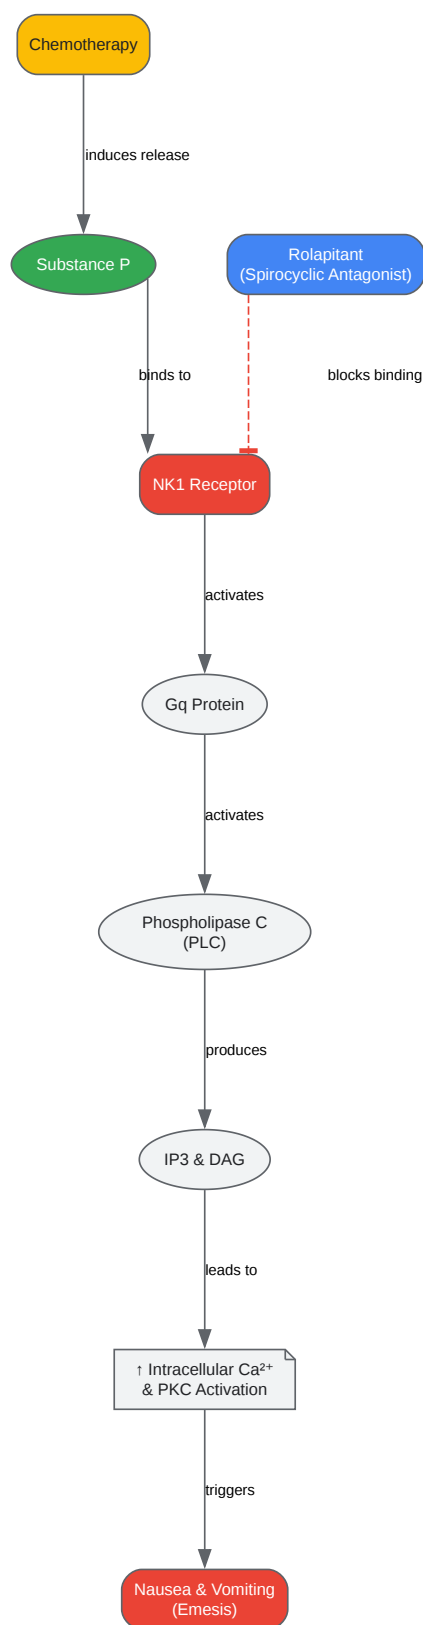 Chemotherapy
induces release
Substance P
Rolapitant
(Spirocyclic Antagonist)
binds to
blocks binding
NK1 Receptor
activates
Gq Protein
activates
Phospholipase C
(PLC)
produces
IP3 & DAG
leads to
↑ Intracellular Ca²⁺
& PKC Activation
triggers
Nausea & Vomiting
(Emesis)